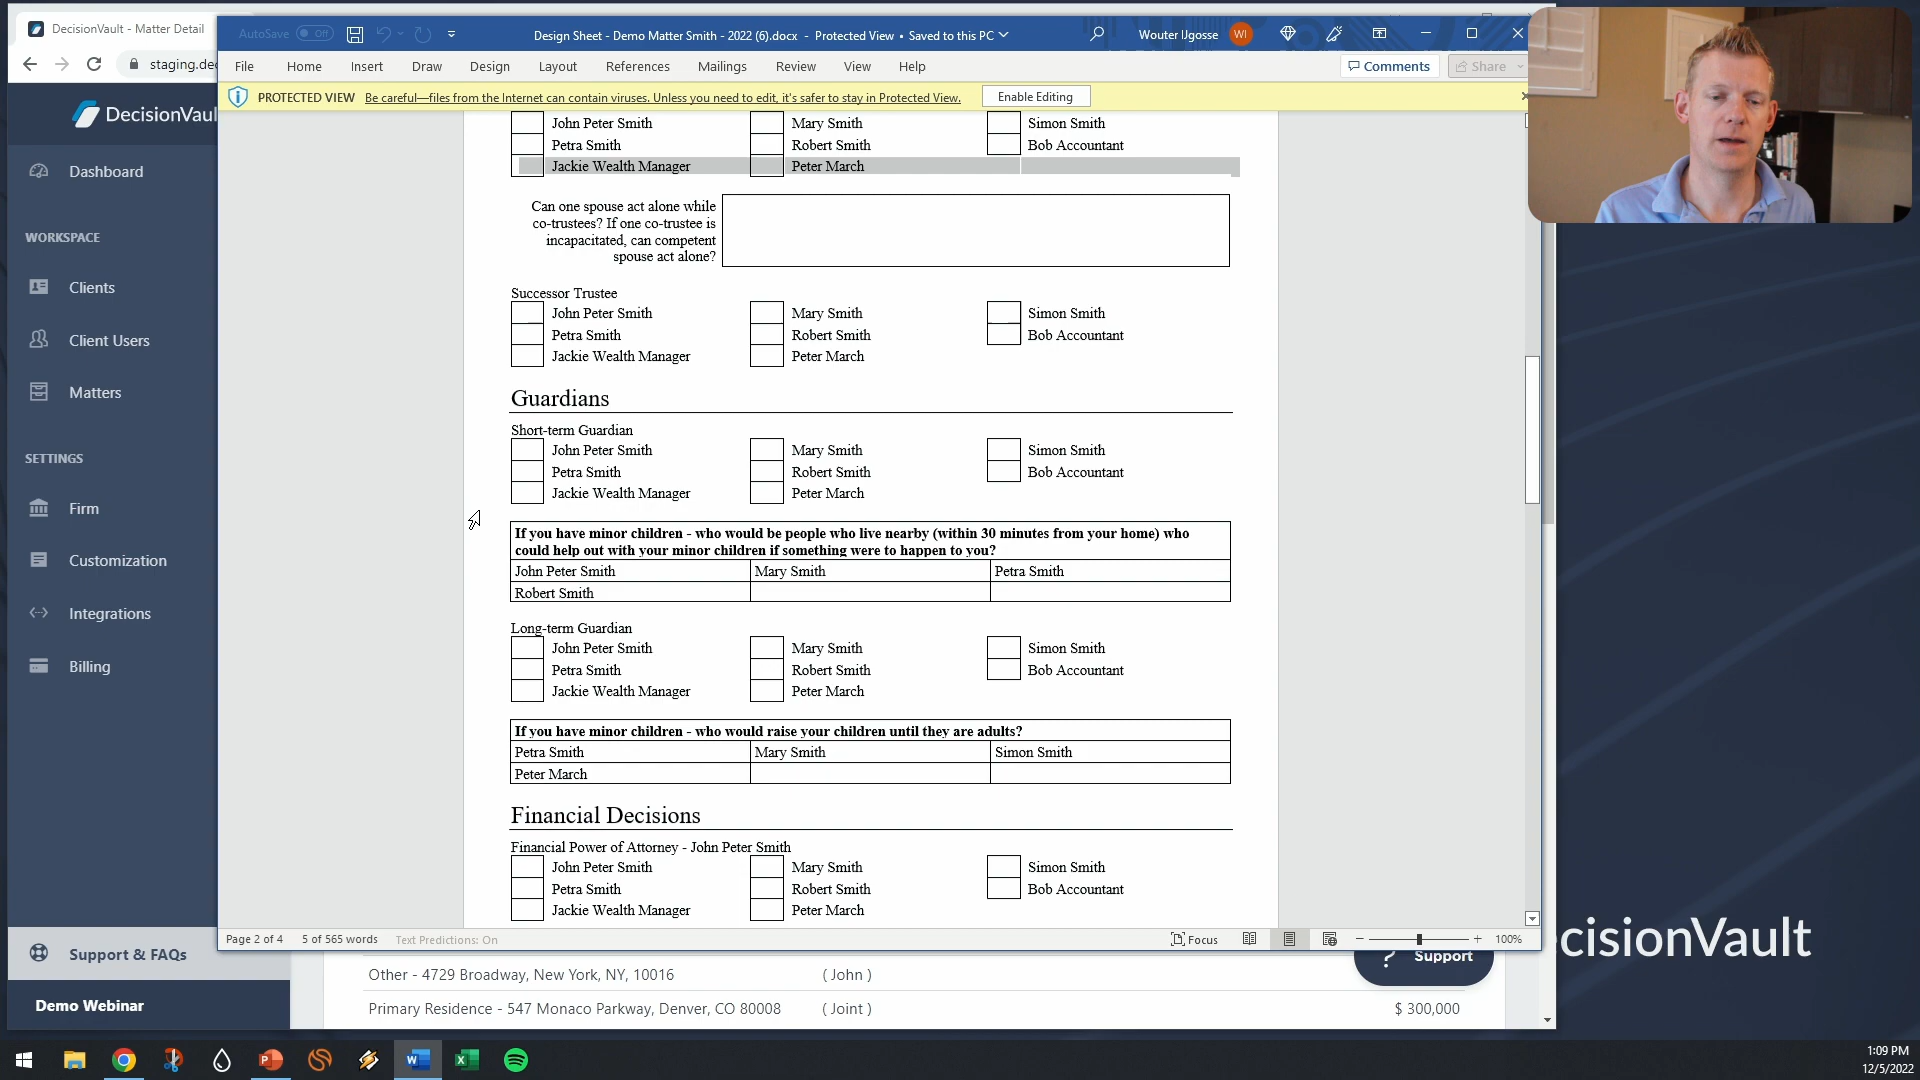 DecisionVault - Matter Detail
AutoSave Off
Design Sheet - Demo Matter Smith - 2022 (6).docx - Protected View • Saved to this PC
Wouter IJgosse
WI
staging.dec
File Home Insert Draw Design Layout References Mailings Review View Help
Comments
Share
PROTECTED VIEW Be careful—files from the Internet can contain viruses. Unless you need to edit, it's safer to stay in Protected View.
Enable Editing
DecisionVaul
Dashboard
WORKSPACE
Clients
Client Users
Matters
SETTINGS
Firm
Customization
Integrations
Billing
Support & FAQs
Demo Webinar
John Peter Smith Mary Smith Simon Smith
Petra Smith Robert Smith Bob Accountant
Jackie Wealth Manager Peter March
Can one spouse act alone while
co-trustees? If one co-trustee is
incapacitated, can competent
spouse act alone?
Successor Trustee
John Peter Smith Mary Smith Simon Smith
Petra Smith Robert Smith Bob Accountant
Jackie Wealth Manager Peter March
Guardians
Short-term Guardian
John Peter Smith Mary Smith Simon Smith
Petra Smith Robert Smith Bob Accountant
Jackie Wealth Manager Peter March
If you have minor children - who would be people who live nearby (within 30 minutes from your home) who
could help out with your minor children if something were to happen to you?
John Peter Smith Mary Smith Petra Smith
Robert Smith
Long-term Guardian
John Peter Smith Mary Smith Simon Smith
Petra Smith Robert Smith Bob Accountant
Jackie Wealth Manager Peter March
If you have minor children - who would raise your children until they are adults?
Petra Smith Mary Smith Simon Smith
Peter March
Financial Decisions
Financial Power of Attorney - John Peter Smith
John Peter Smith Mary Smith Simon Smith
Petra Smith Robert Smith Bob Accountant
Jackie Wealth Manager Peter March
Page 2 of 4 5 of 565 words Text Predictions: On
Focus
100%
cisionVault
? Support
Other - 4729 Broadway, New York, NY, 10016 ( John )
Primary Residence - 547 Monaco Parkway, Denver, CO 80008 ( Joint ) $ 300,000
1:09 PM
12/5/2022